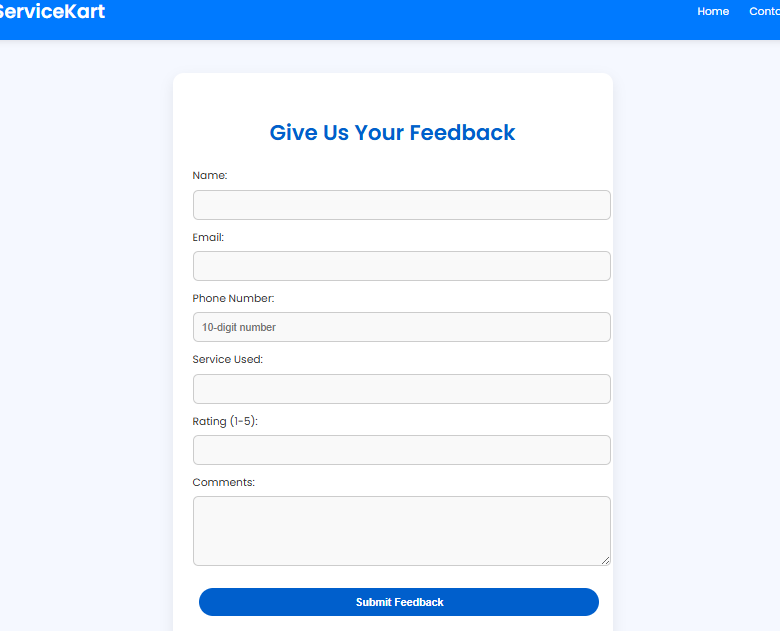 ServiceKart
Home
Give Us Your Feedback
Name:
Email:
Phone Number:
10-digit number
Service Used:
Rating (1-5):
Comments:
Submit Feedback